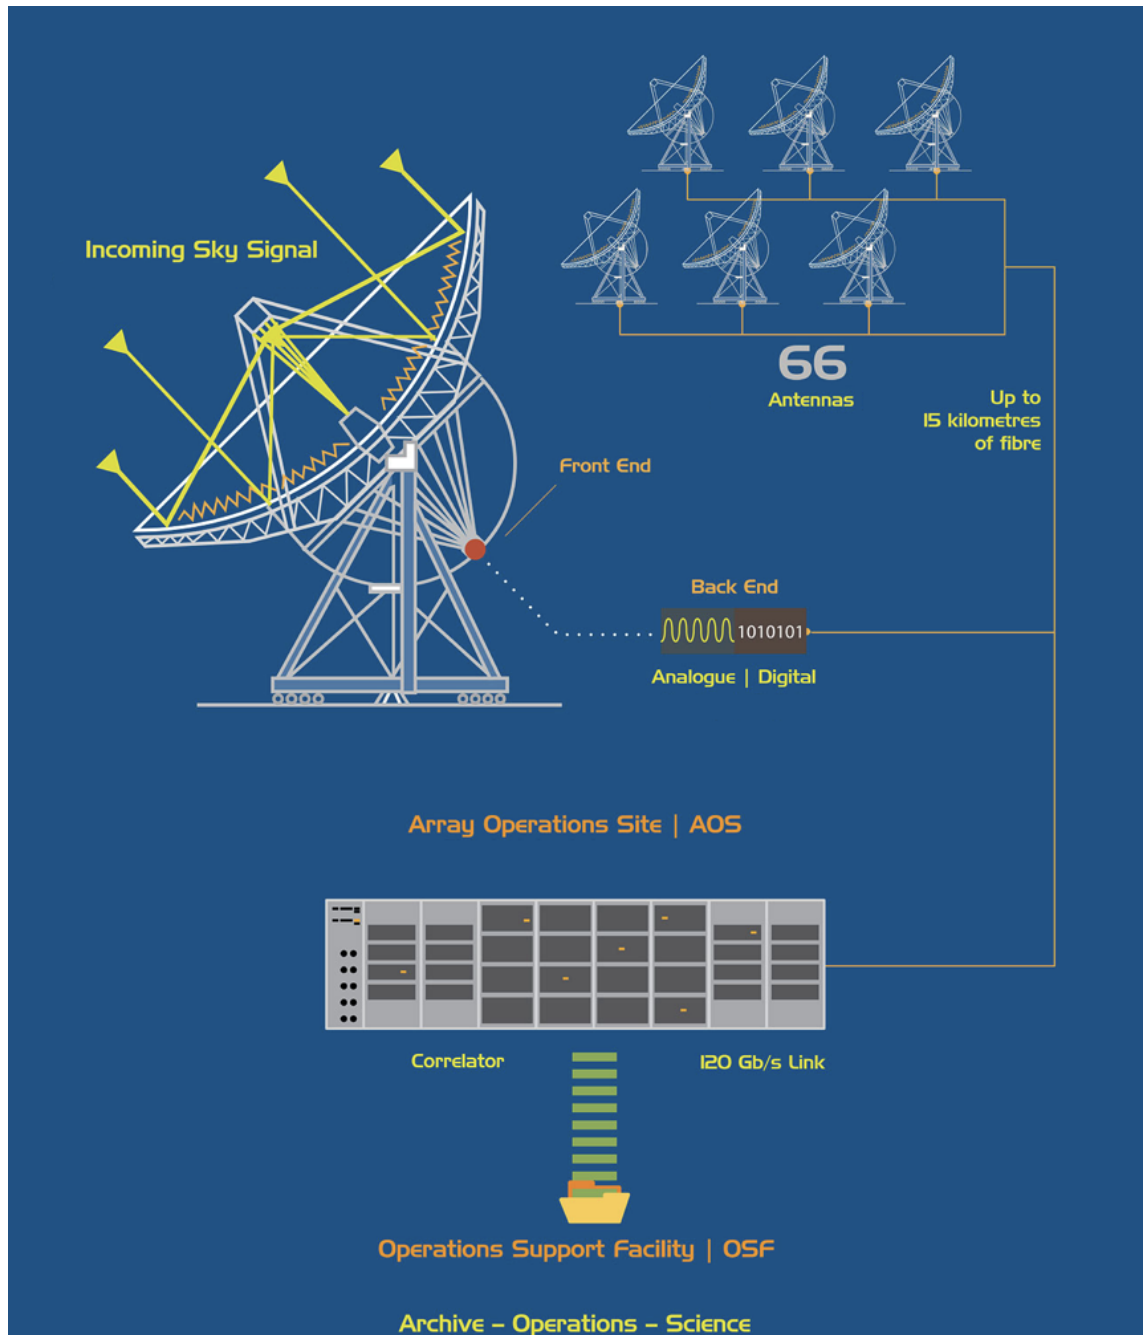 Incoming Sky Signal
66
Antennas
Up to
15 kilometres
of fibre
Front End
Back End
1010101
Analogue | Digital
Array Operations Site | AOS
Correlator
120 Gb/s Link
Operations Support Facility | OSF
Archive – Operations – Science